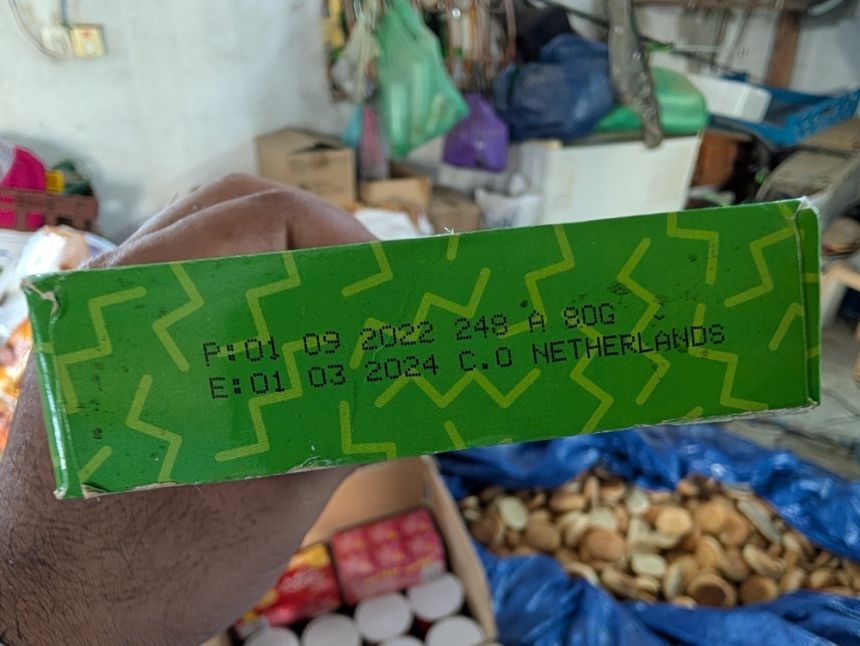 P:01 09 2022 248 A 80G
E:01 03 2024 C.O NETHERLANDS